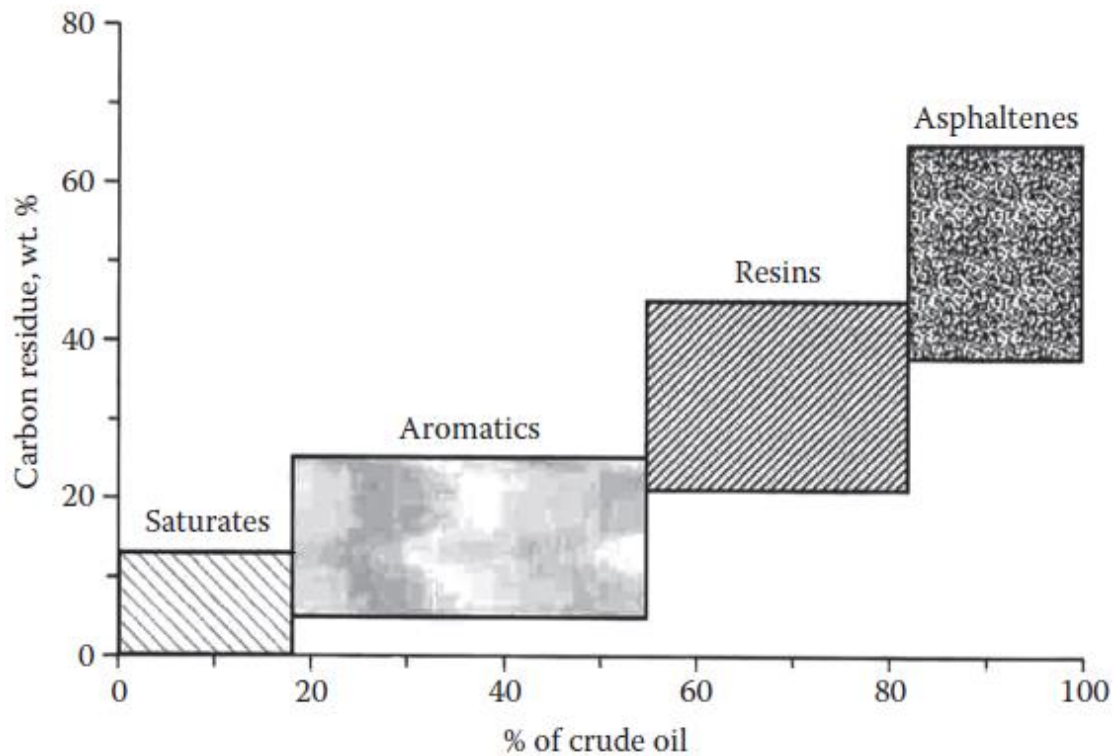 80
Asphaltenes
60
Resins
40
Aromatics
20
Saturates
0
Carbon residue, wt. %
0 20 40 60 80 100
% of crude oil